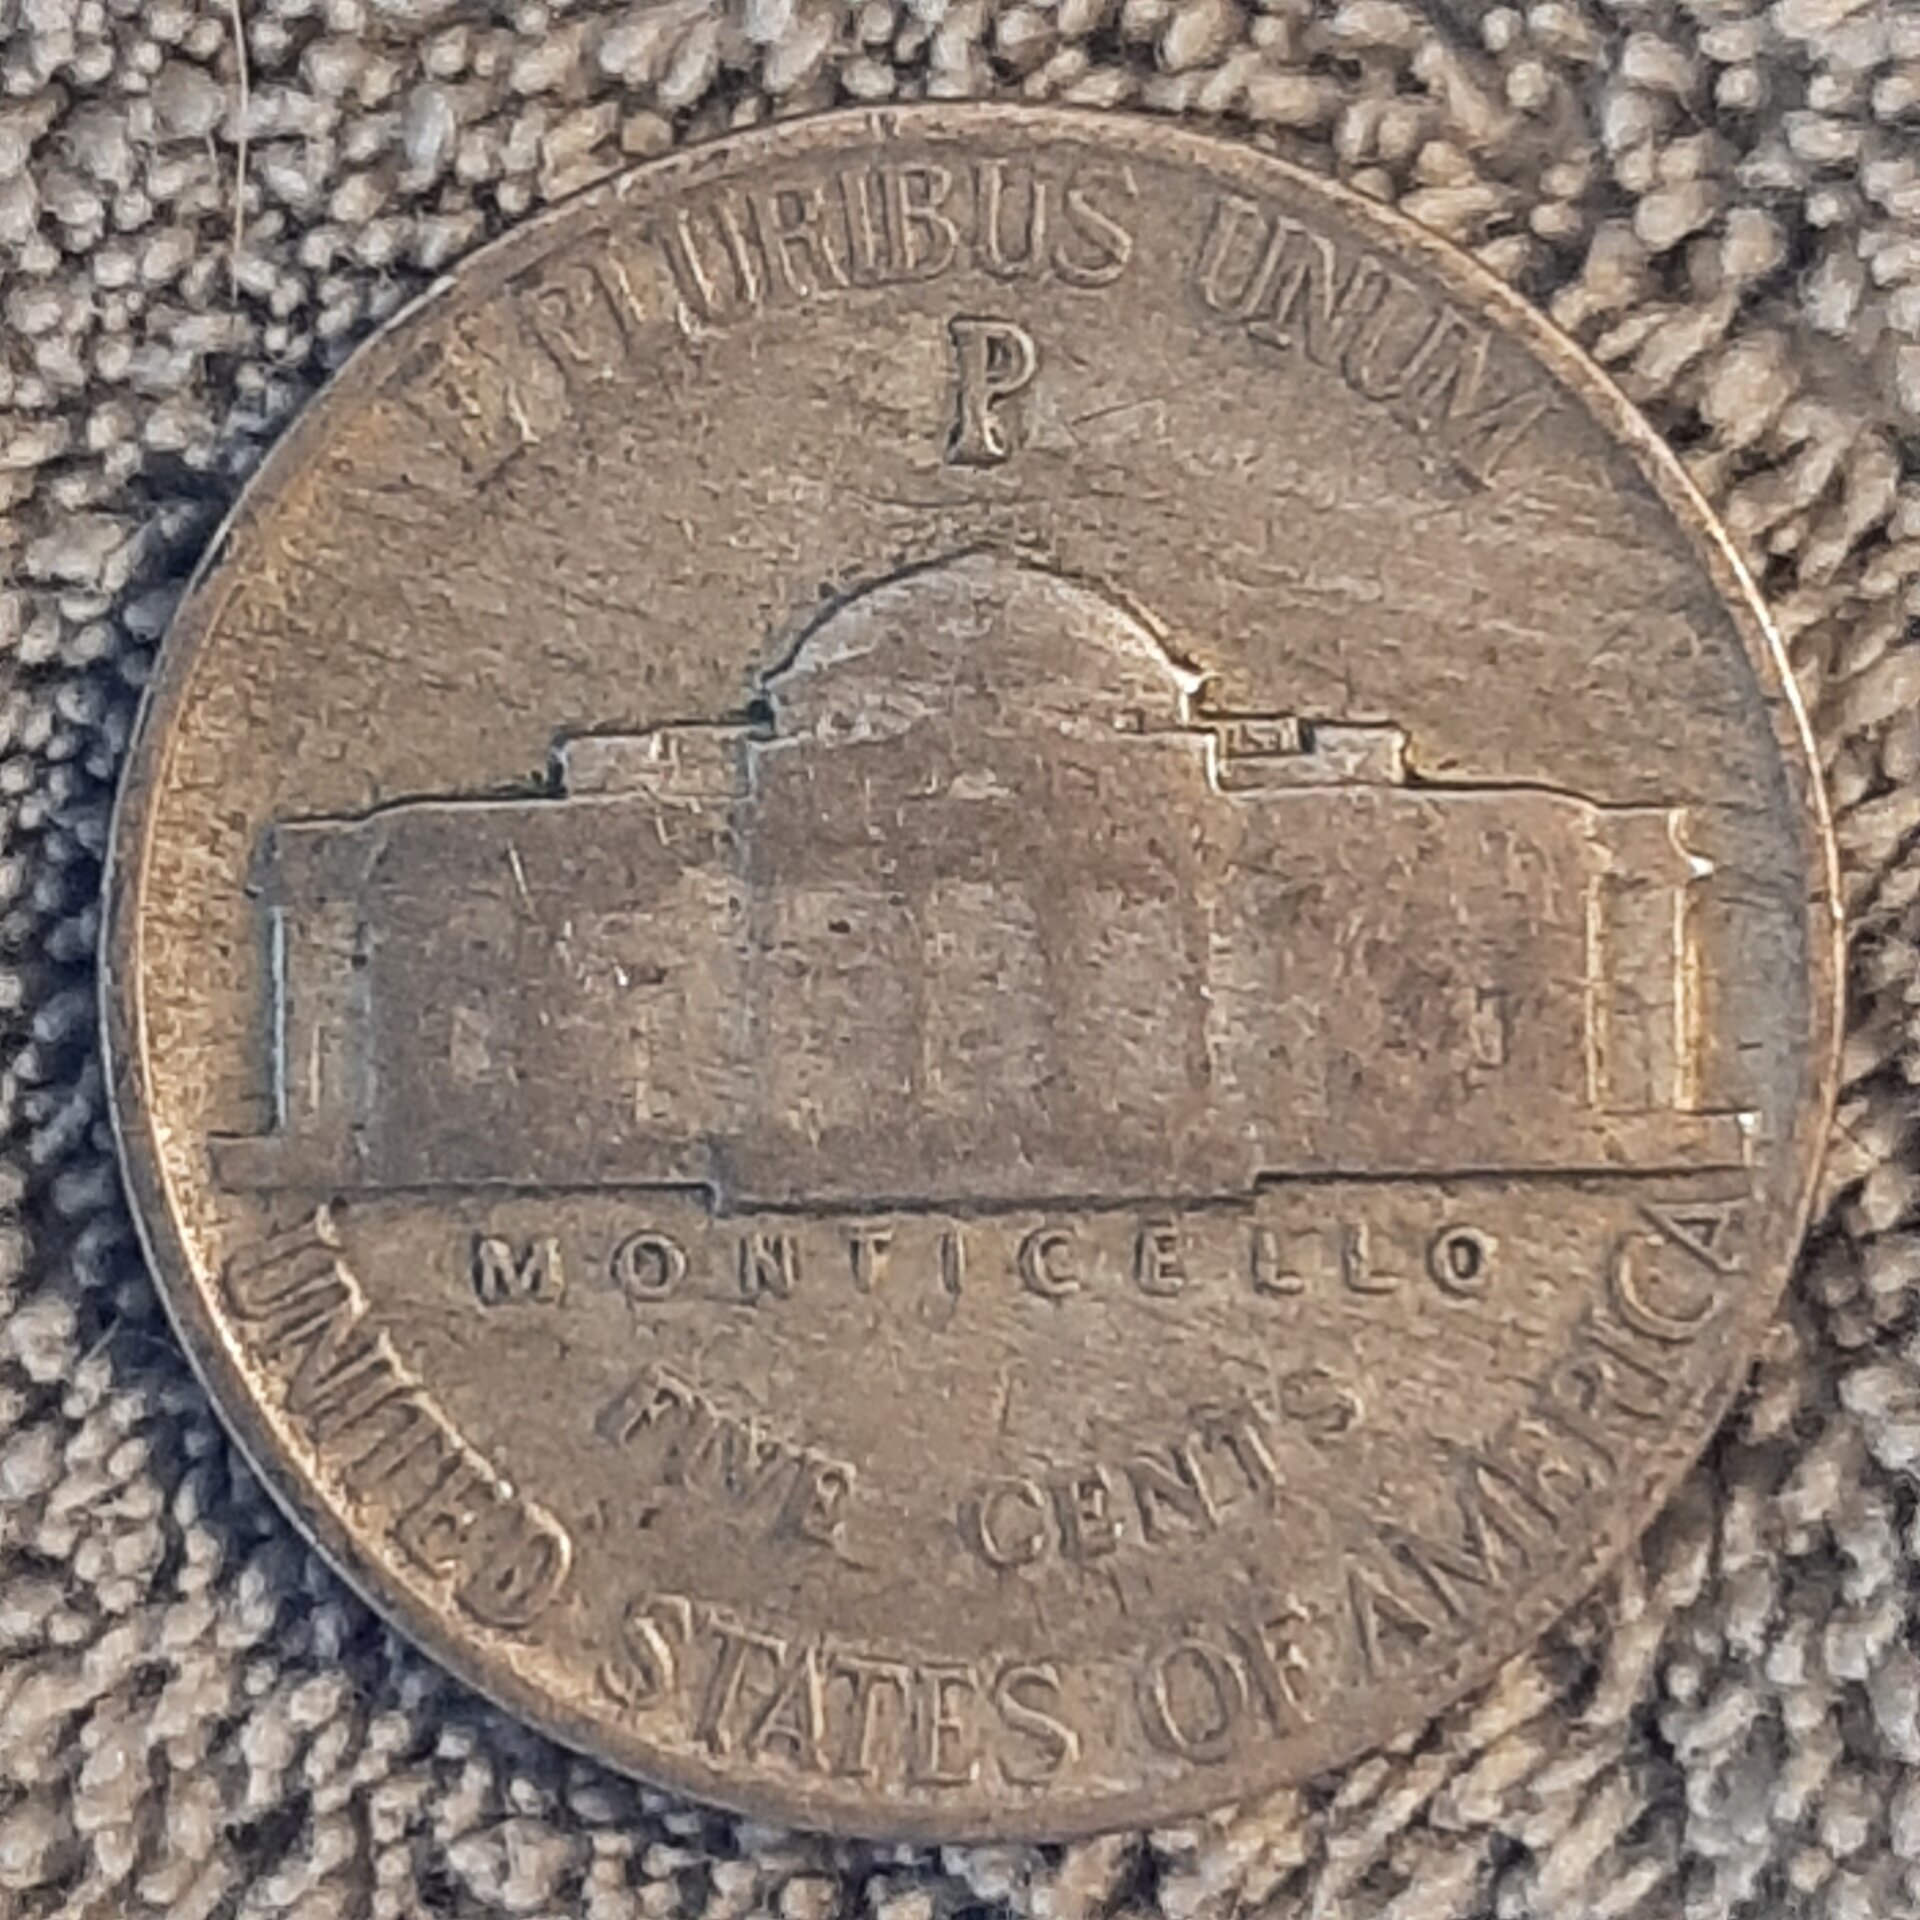 E PLURIBUS UNUM
P
MONTICELLO
FIVE CENTS
UNITED STATES OF AMERICA